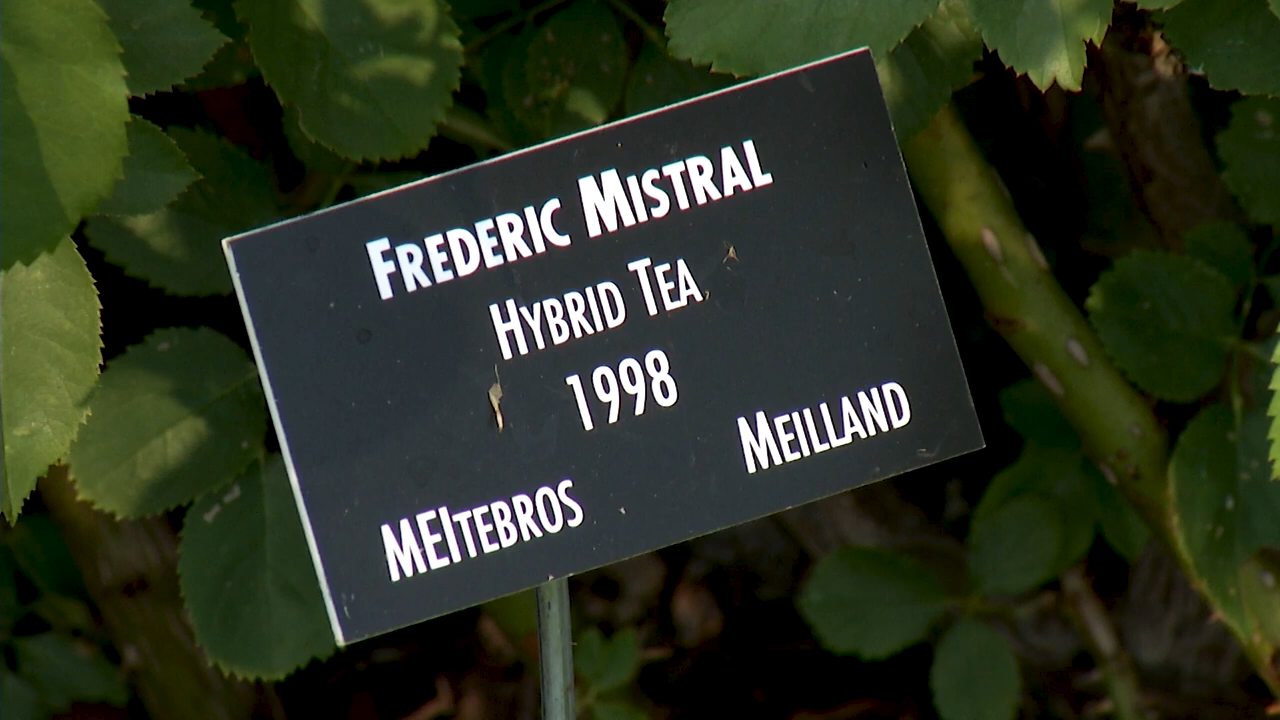 FREDERIC MISTRAL
HYBRID TEA
1998
MEILLAND
MEITEBROS